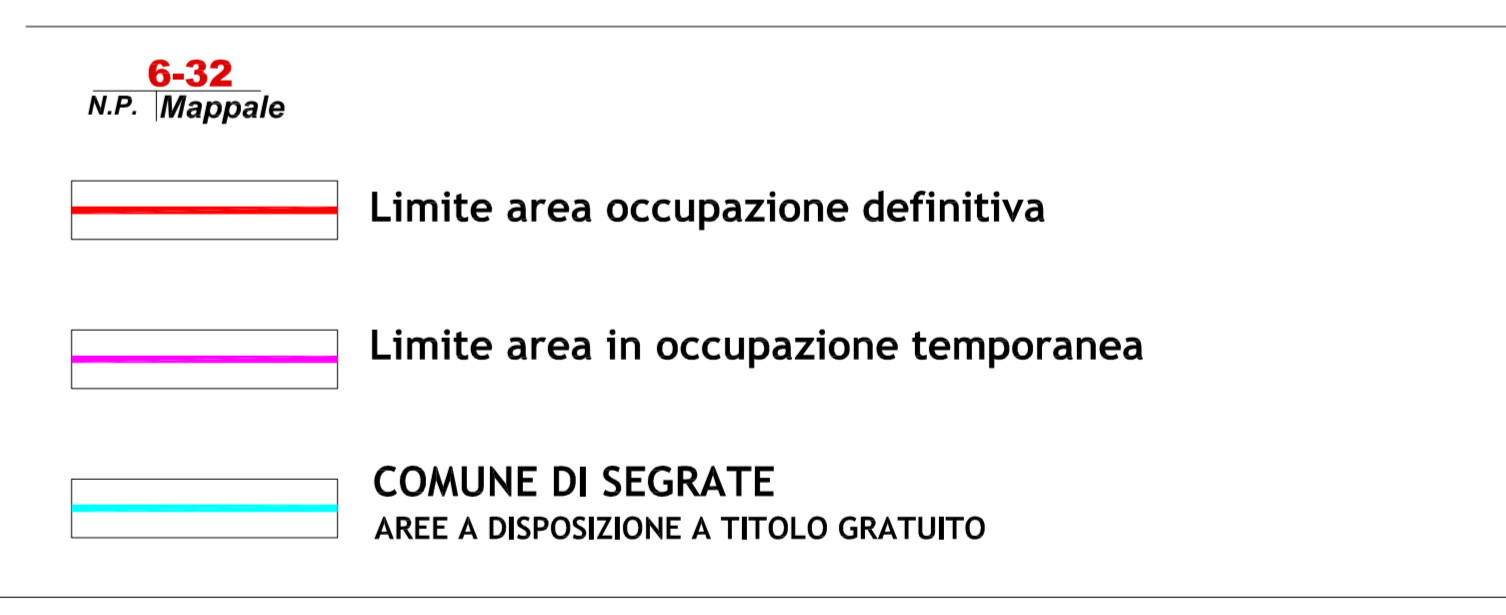 6-32
N.P. Mappale
Limite area occupazione definitiva
Limite area in occupazione temporanea
COMUNE DI SEGRATE
AREE A DISPOSIZIONE A TITOLO GRATUITO